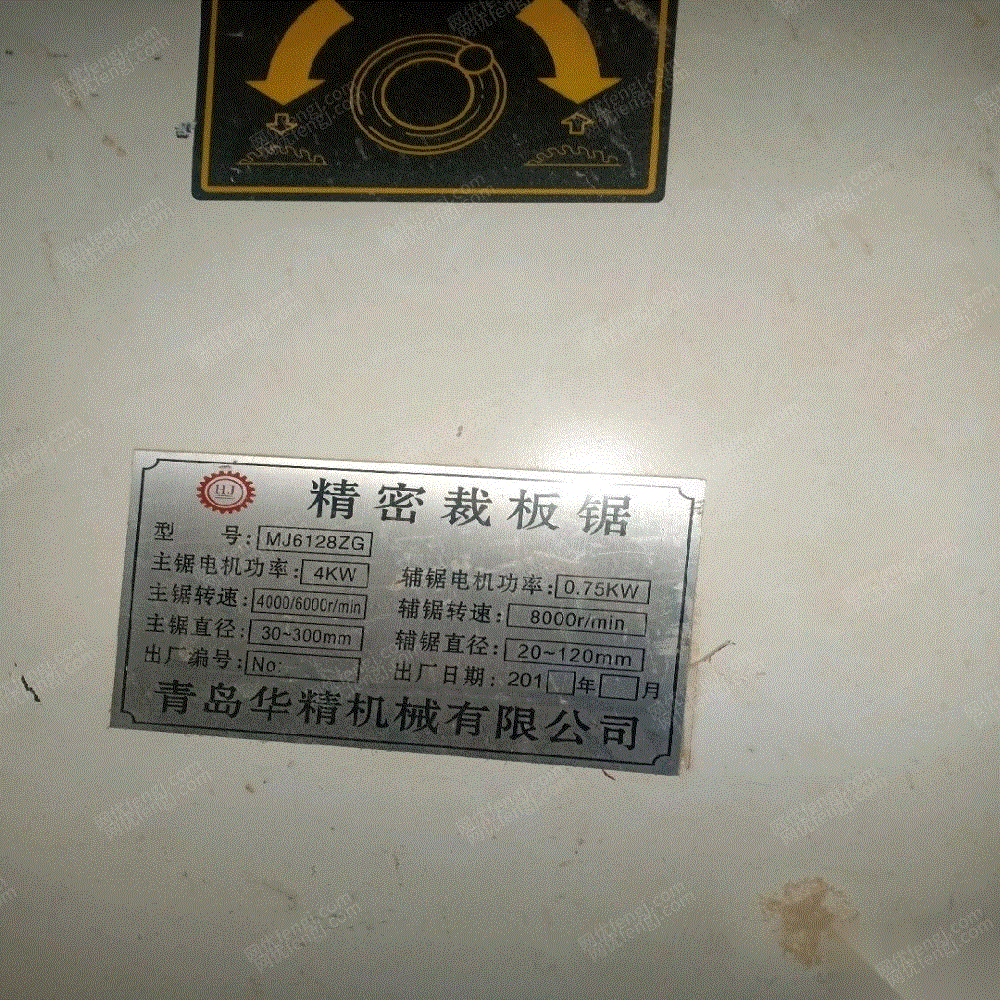 HJ
精密裁板锯
型 号: MJ6128ZG
主锯电机功率: 4KW 辅锯电机功率: 0.75KW
主锯转速: 4000/6000r/min 辅锯转速: 8000r/min
主锯直径: 30~300mm 辅锯直径: 20~120mm
出厂编号: No: 出厂日期: 201 年 月
青岛华精机械有限公司